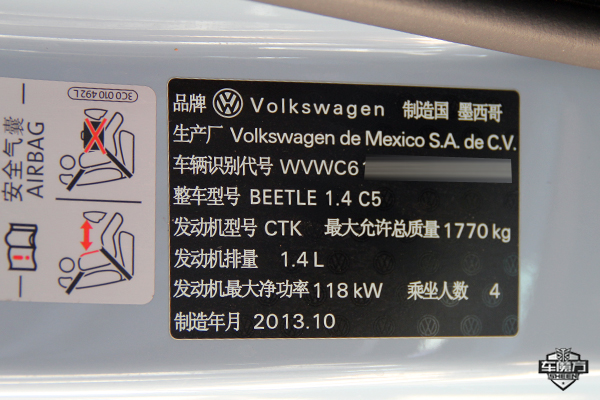 3C0 010 492 L
安全气囊
AIRBAG
品牌 Volkswagen 制造国 墨西哥
生产厂 Volkswagen de Mexico S.A. de C.V.
车辆识别代号 WVWC61
整车型号 BEETLE 1.4 C5
发动机型号 CTK 最大允许总质量 1770 kg
发动机排量 1.4 L
发动机最大净功率 118 kW 乘坐人数 4
制造年月 2013.10
车魔方
SHEEN